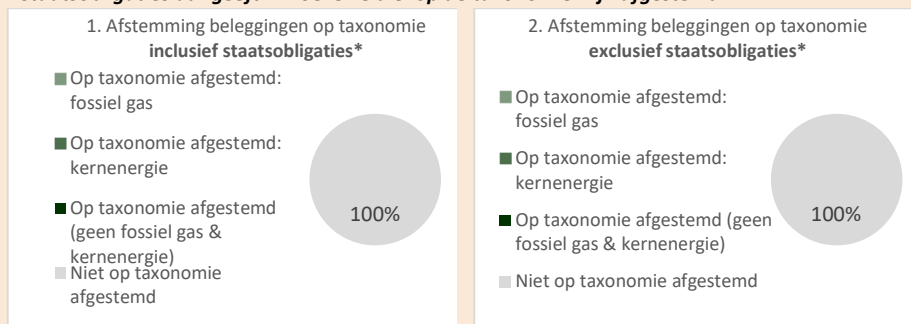 1. Afstemming beleggingen op taxonomie
inclusief staatsobligaties*
Op taxonomie afgestemd:
fossiel gas
Op taxonomie afgestemd:
kernenergie
Op taxonomie afgestemd
(geen fossiel gas &
kernenergie)
Niet op taxonomie
afgestemd
100%
2. Afstemming beleggingen op taxonomie
exclusief staatsobligaties*
Op taxonomie afgestemd:
fossiel gas
Op taxonomie afgestemd:
kernenergie
Op taxonomie afgestemd (geen
fossiel gas & kernenergie)
Niet op taxonomie afgestemd
100%